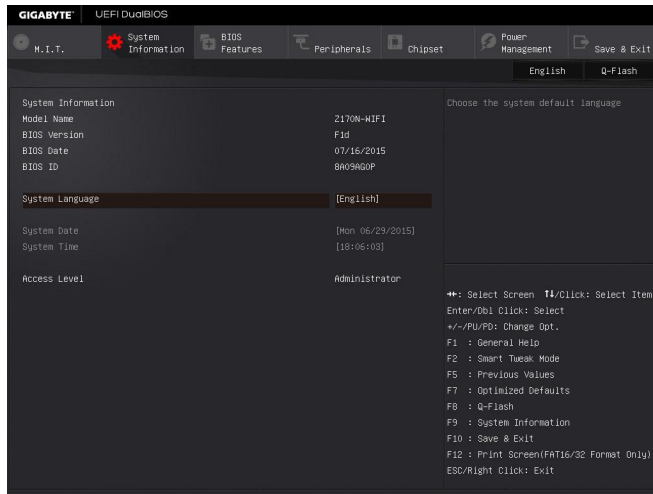 GIGABYTE™ UEFI DualBIOS
M.I.T. System Information BIOS Features Peripherals Chipset Power Management Save & Exit
English Q-Flash
System Information
Model Name Z170N-WIFI
BIOS Version F1d
BIOS Date 07/16/2015
BIOS ID 8A09AG0P
System Language [English]
System Date [Mon 06/29/2015]
System Time [18:06:03]
Access Level Administrator
Choose the system default language
→←: Select Screen ↑↓/Click: Select Item
Enter/Dbl Click: Select
+/-/PU/PD: Change Opt.
F1 : General Help
F2 : Smart Tweak Mode
F5 : Previous Values
F7 : Optimized Defaults
F8 : Q-Flash
F9 : System Information
F10 : Save & Exit
F12 : Print Screen(FAT16/32 Format Only)
ESC/Right Click: Exit